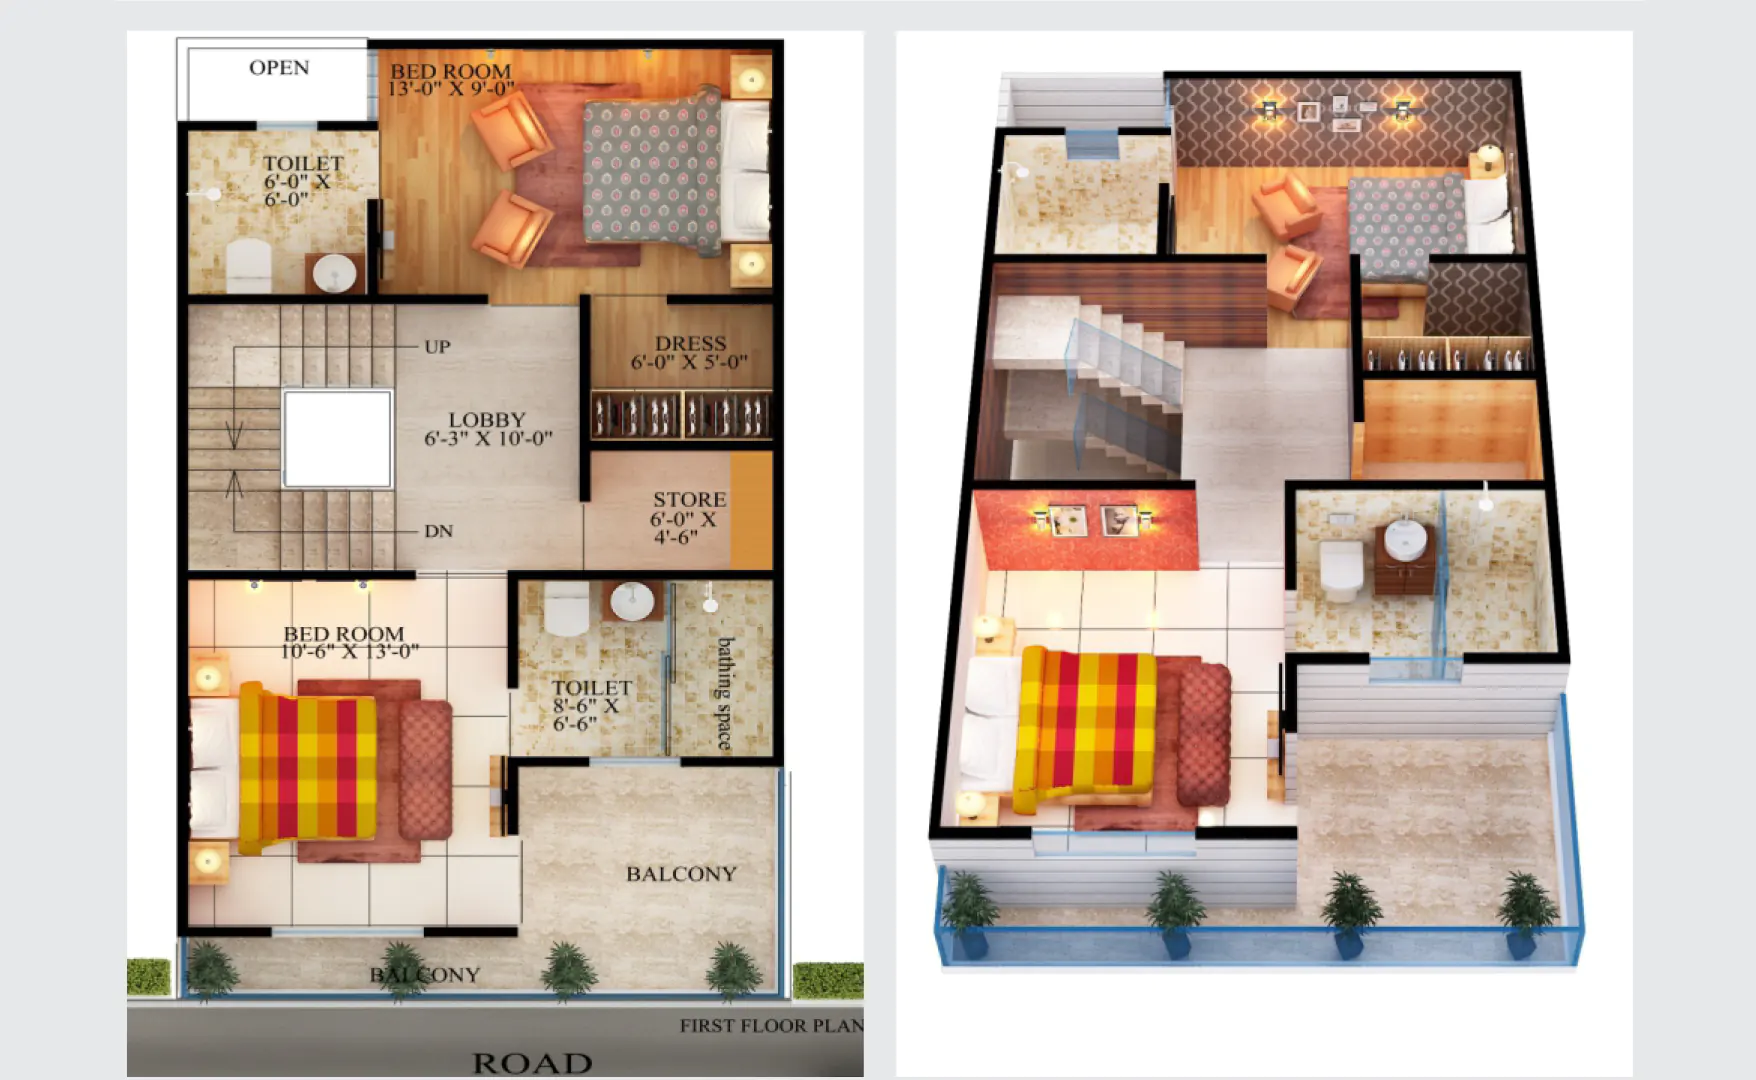 OPEN
BED ROOM
13'-0" X 9'-0"
TOILET
6'-0" X
6'-0"
UP
DRESS
6'-0" X 5'-0"
LOBBY
6'-3" X 10'-0"
STORE
6'-0" X
4'-6"
DN
BED ROOM
10'-6" X 13'-0"
TOILET
8'-6" X
6'-6"
bathing space
BALCONY
BALCONY
FIRST FLOOR PLAN
ROAD